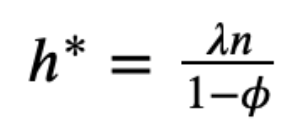 h* = λn / 1−ϕ